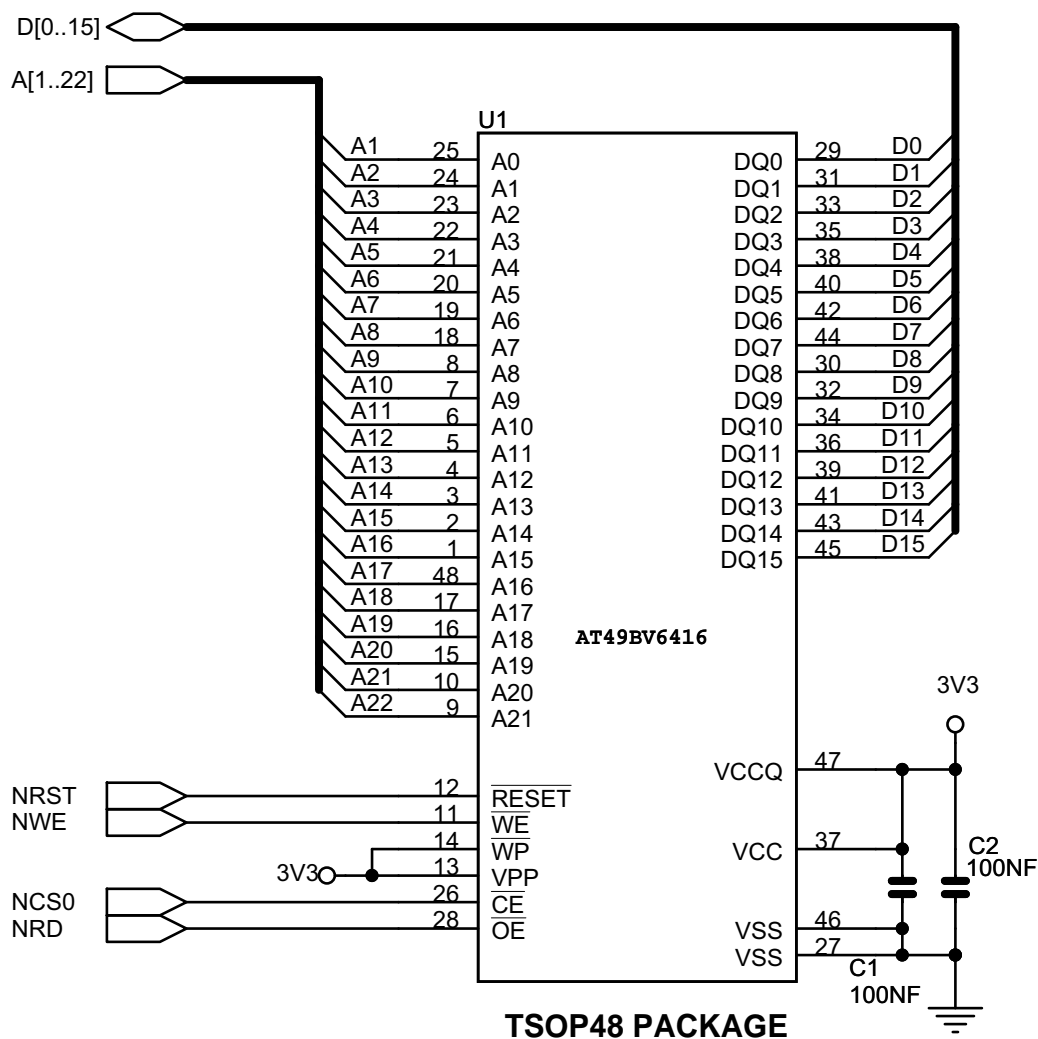 D[0..15]
A[1..22]
U1
A1 25 A0 DQ0 29 D0
A2 24 A1 DQ1 31 D1
A3 23 A2 DQ2 33 D2
A4 22 A3 DQ3 35 D3
A5 21 A4 DQ4 38 D4
A6 20 A5 DQ5 40 D5
A7 19 A6 DQ6 42 D6
A8 18 A7 DQ7 44 D7
A9 8 A8 DQ8 30 D8
A10 7 A9 DQ9 32 D9
A11 6 A10 DQ10 34 D10
A12 5 A11 DQ11 36 D11
A13 4 A12 DQ12 39 D12
A14 3 A13 DQ13 41 D13
A15 2 A14 DQ14 43 D14
A16 1 A15 DQ15 45 D15
A17 48 A16
A18 17 A17
A19 16 A18
A20 15 A19
A21 10 A20
A22 9 A21
AT49BV6416
3V3
VCCQ 47
NRST 12 RESET
NWE 11 WE
14 WP
VCC 37
3V3 13 VPP
C2
100NF
NCS0 26 CE
NRD 28 OE
VSS 46
VSS 27
C1
100NF
TSOP48 PACKAGE